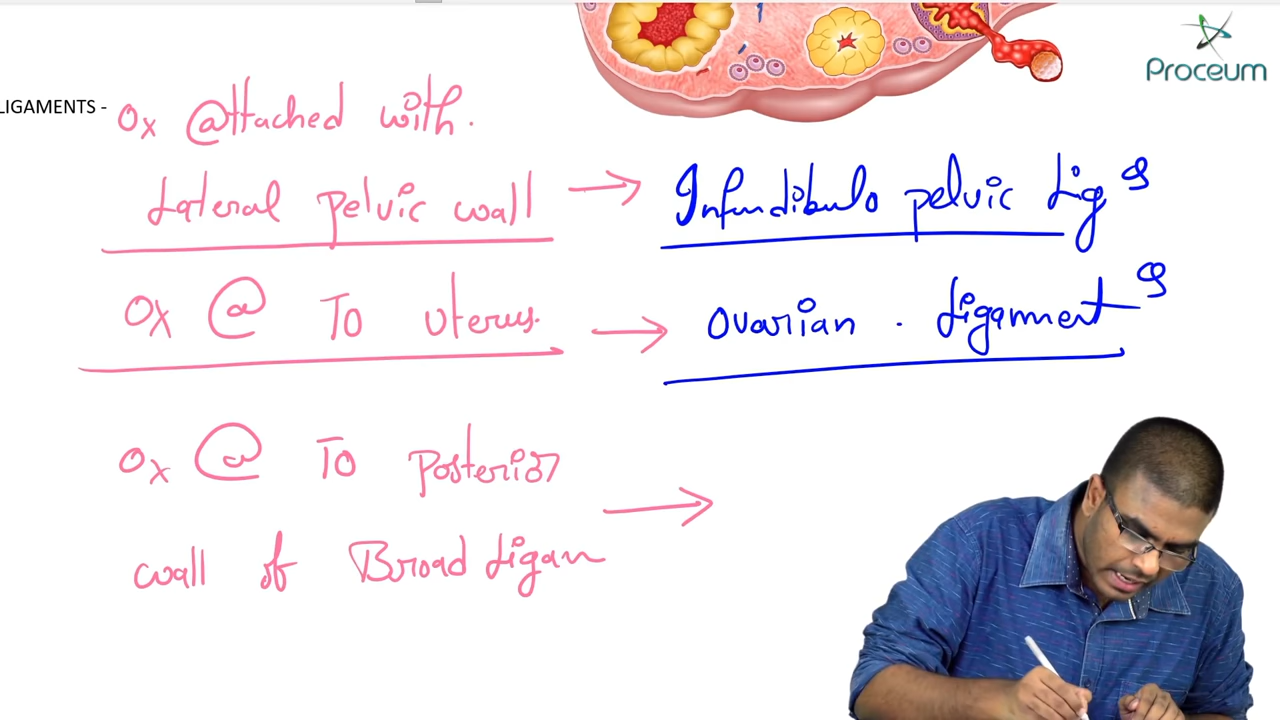 Proceum
LIGAMENTS -
Ox @ttached with.
Lateral pelvic wall → Infundibulo pelvic Lig
Ox @ To uterus. → ovarian . Ligament
Ox @ To posterior
wall of Broad Ligam →